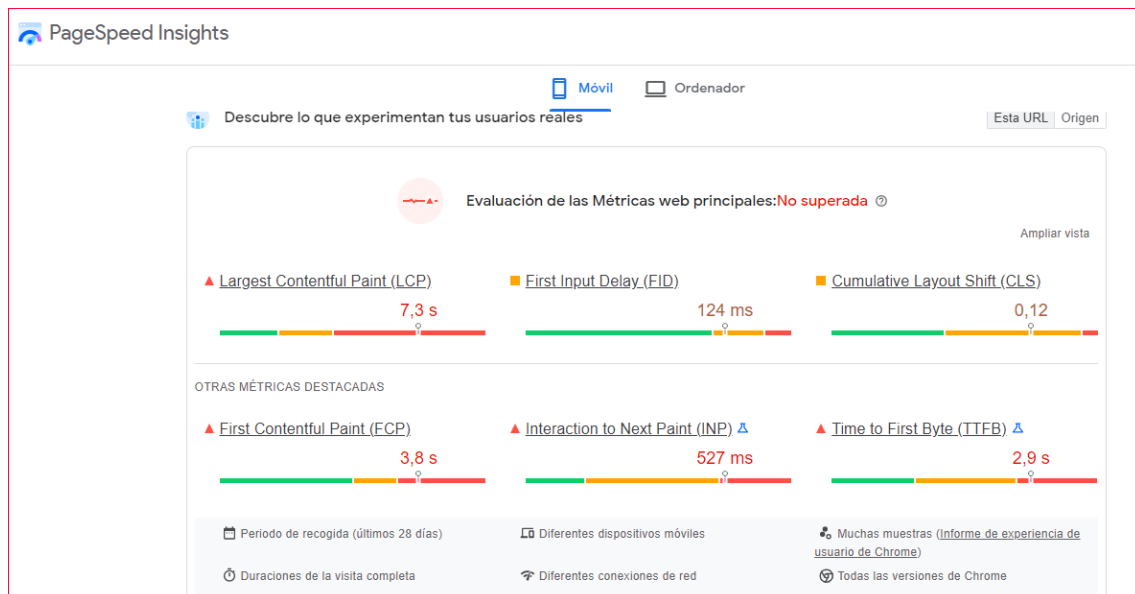 PageSpeed Insights
Móvil
Ordenador
Descubre lo que experimentan tus usuarios reales
Esta URL
Origen
Evaluación de las Métricas web principales:No superada
Ampliar vista
Largest Contentful Paint (LCP)
7,3 s
First Input Delay (FID)
124 ms
Cumulative Layout Shift (CLS)
0,12
OTRAS MÉTRICAS DESTACADAS
First Contentful Paint (FCP)
3,8 s
Interaction to Next Paint (INP)
527 ms
Time to First Byte (TTFB)
2,9 s
Periodo de recogida (últimos 28 días)
Diferentes dispositivos móviles
Muchas muestras (Informe de experiencia de
usuario de Chrome)
Duraciones de la visita completa
Diferentes conexiones de red
Todas las versiones de Chrome